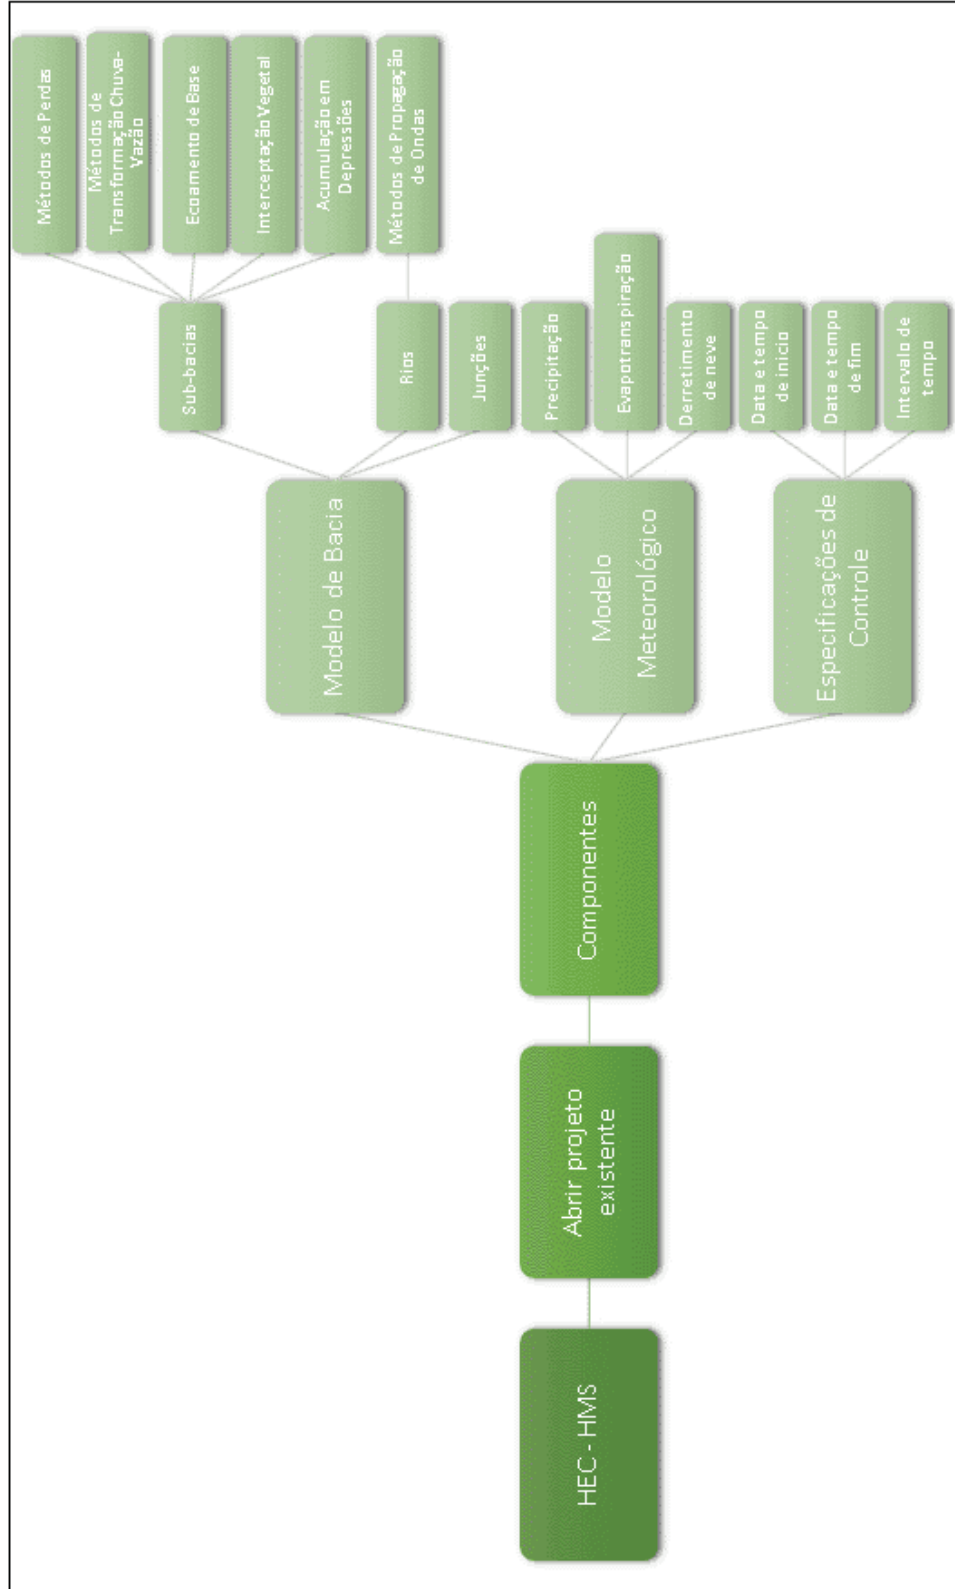 HEC - HMS
Abrir projeto
existente
Componentes
Modelo de Bacia
Sub-bacias
Métodos de Perdas
Métodos de
Transformação Chuva-
Vazão
Ecoamento de Base
Interceptação Vegetal
Acumulação em
Depressões
Rios
Métodos de Propagação
de Ondas
Junções
Modelo
Meteorológico
Precipitação
Evapotranspiração
Derretimento
de neve
Especificações de
Controle
Data e tempo
de inicio
Data e tempo
de fim
Intervalo de
tempo